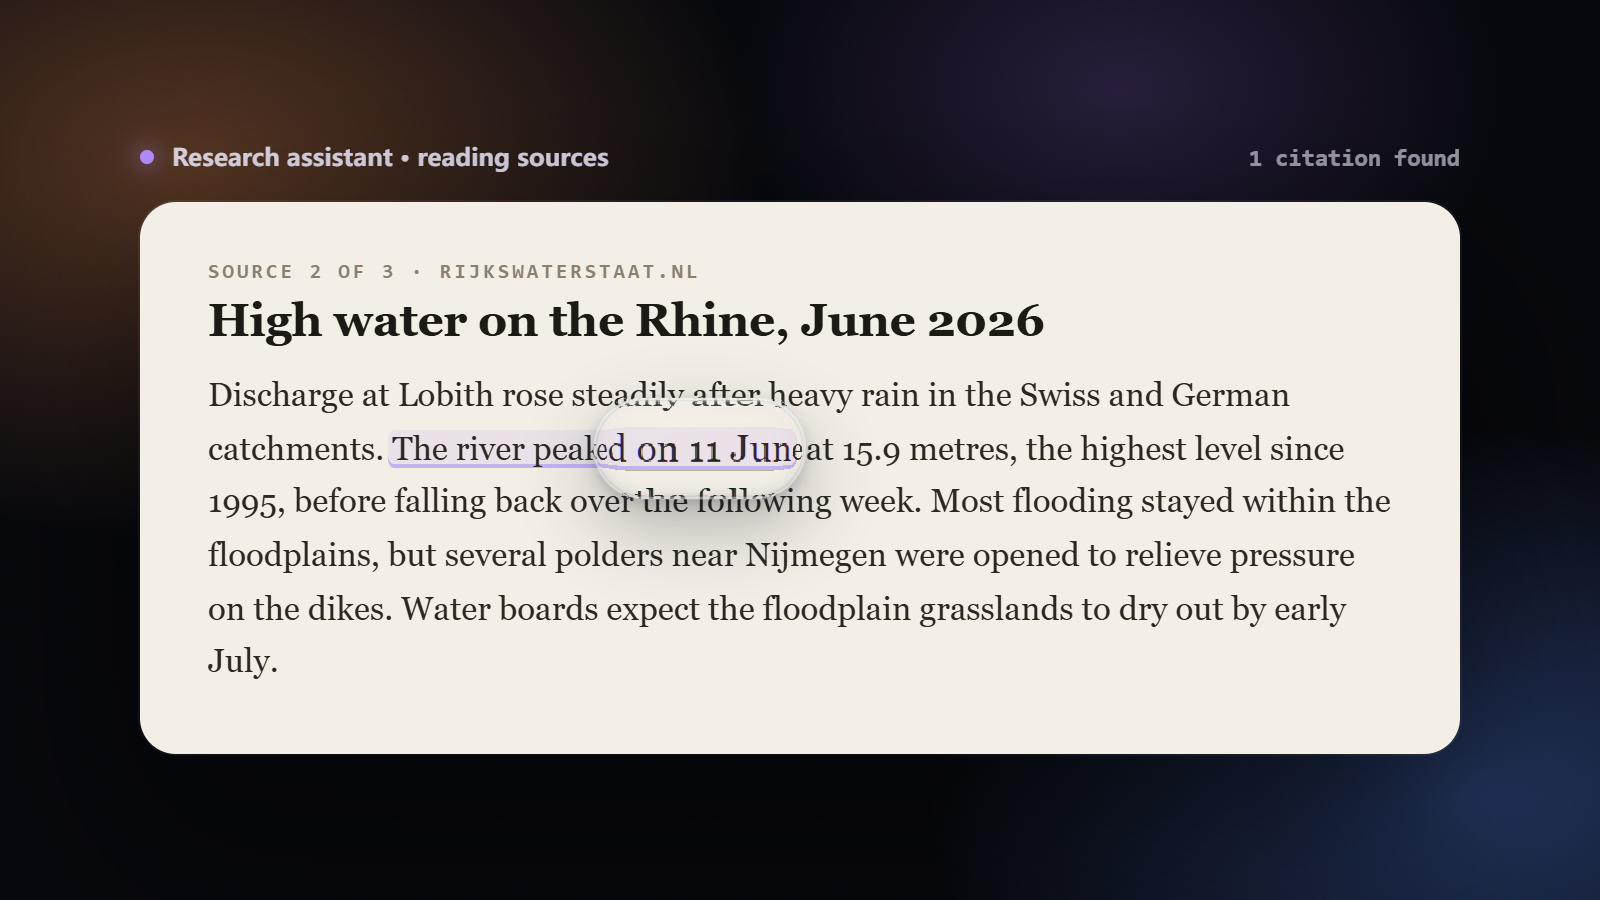 Research assistant • reading sources
1 citation found
SOURCE 2 OF 3 · RIJKSWATERSTAAT.NL
High water on the Rhine, June 2026
Discharge at Lobith rose steadily after heavy rain in the Swiss and German
catchments. The river peaked on 11 June at 15.9 metres, the highest level since
1995, before falling back over the following week. Most flooding stayed within the
floodplains, but several polders near Nijmegen were opened to relieve pressure
on the dikes. Water boards expect the floodplain grasslands to dry out by early
July.